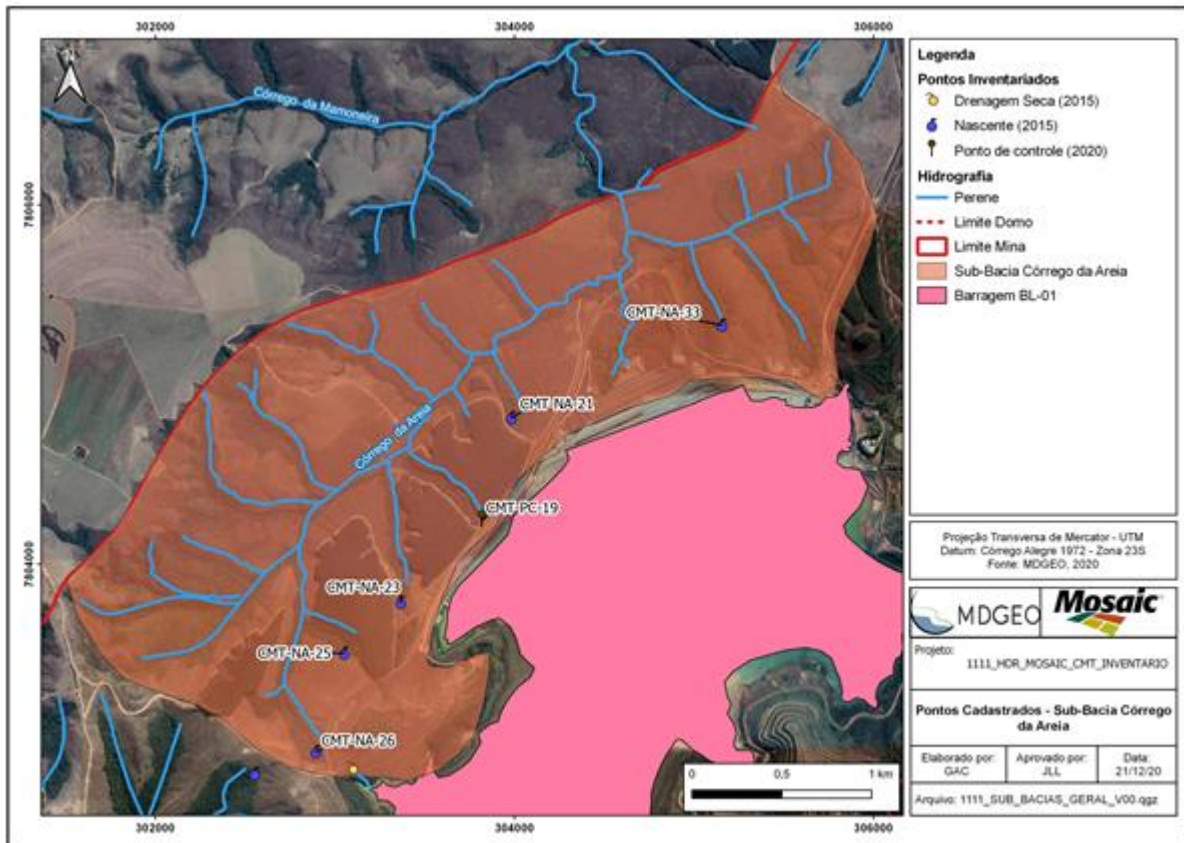 302000
304000
306000
7806000
7804000
Córrego da Mamoneira
Córrego da Areia
CMT-NA-33
CMT-NA-21
CMT-PC-19
CMT-NA-23
CMT-NA-25
CMT-NA-26
0
0,5
1 km
302000
304000
306000
Legenda
Pontos Inventariados
Drenagem Seca (2015)
Nascente (2015)
Ponto de controle (2020)
Hidrografia
Perene
Limite Domo
Limite Mina
Sub-Bacia Córrego da Areia
Barragem BL-01
Projeção Transversa de Mercator - UTM
Datum: Córrego Alegre 1972 - Zona 23S
Fonte: MDGEO, 2020
MDGEO
Mosaic
Projeto:
1111_HDR_MOSAIC_CMT_INVENTARIO
Pontos Cadastrados - Sub-Bacia Córrego
da Areia
Elaborado por:
GAC
Aprovado por:
JLL
Data:
21/12/20
Arquivo: 1111_SUB_BACIAS_GERAL_V00.qgz